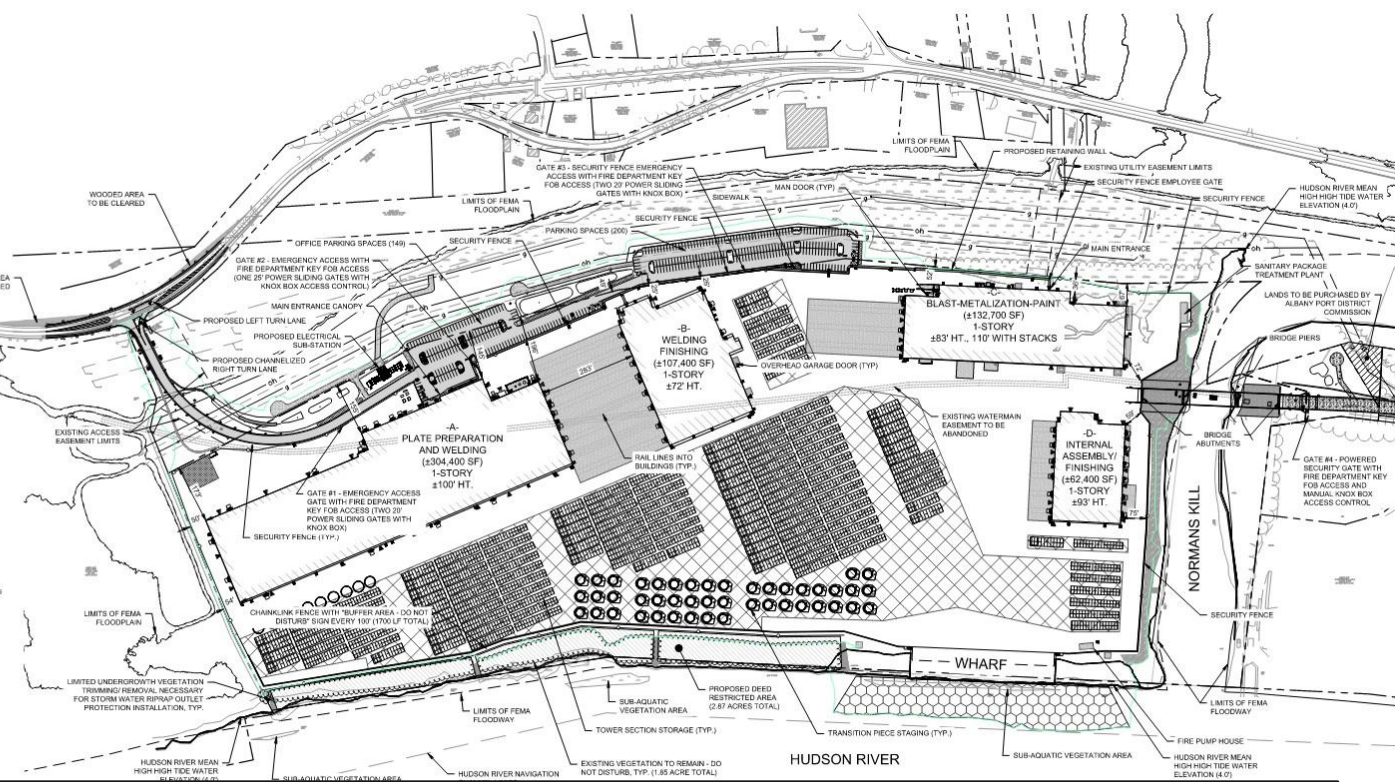 LIMITS OF FEMA
FLOODPLAIN
PROPOSED RETAINING WALL
EXISTING UTILITY EASEMENT LIMITS
SECURITY FENCE EMPLOYEE GATE
GATE #3 - SECURITY FENCE EMERGENCY
ACCESS WITH FIRE DEPARTMENT KEY
FOB ACCESS (TWO 20' POWER SLIDING
GATES WITH KNOX BOX)
MAN DOOR (TYP)
SIDEWALK
SECURITY FENCE
PARKING SPACES (200)
WOODED AREA
TO BE CLEARED
LIMITS OF FEMA
FLOODPLAIN
HUDSON RIVER MEAN
HIGH HIGH TIDE WATER
ELEVATION (4.0')
SECURITY FENCE
OFFICE PARKING SPACES (149)
SECURITY FENCE
GATE #2 - EMERGENCY ACCESS WITH
FIRE DEPARTMENT KEY FOB ACCESS
(ONE 25' POWER SLIDING GATES WITH
KNOX BOX ACCESS CONTROL)
MAIN ENTRANCE CANOPY
PROPOSED LEFT TURN LANE
PROPOSED ELECTRICAL
SUB-STATION
PROPOSED CHANNELIZED
RIGHT TURN LANE
MAIN ENTRANCE
SANITARY PACKAGE
TREATMENT PLANT
LANDS TO BE PURCHASED BY
ALBANY PORT DISTRICT
COMMISSION
BRIDGE PIERS
-C-
BLAST-METALIZATION-PAINT
(±132,700 SF)
1-STORY
±83' HT., 110' WITH STACKS
-B-
WELDING
FINISHING
(±107,400 SF)
1-STORY
±72' HT.
OVERHEAD GARAGE DOOR (TYP)
283'
EXISTING ACCESS
EASEMENT LIMITS
-A-
PLATE PREPARATION
AND WELDING
(±304,400 SF)
1-STORY
±100' HT.
RAIL LINES INTO
BUILDINGS (TYP.)
EXISTING WATERMAIN
EASEMENT TO BE
ABANDONED
-D-
INTERNAL
ASSEMBLY/
FINISHING
(±62,400 SF)
1-STORY
±93' HT.
BRIDGE
ABUTMENTS
GATE #4 - POWERED
SECURITY GATE WITH
FIRE DEPARTMENT KEY
FOB ACCESS AND
MANUAL KNOX BOX
ACCESS CONTROL
GATE #1 - EMERGENCY ACCESS
GATE WITH FIRE DEPARTMENT
KEY FOB ACCESS (TWO 20'
POWER SLIDING GATES WITH
KNOX BOX)
SECURITY FENCE (TYP.)
NORMANS KILL
LIMITS OF FEMA
FLOODPLAIN
CHAINLINK FENCE WITH "BUFFER AREA - DO NOT
DISTURB" SIGN EVERY 100' (1700 LF TOTAL)
SECURITY FENCE
WHARF
LIMITED UNDERGROWTH VEGETATION
TRIMMING/ REMOVAL NECESSARY
FOR STORM WATER RIPRAP OUTLET
PROTECTION INSTALLATION, TYP.
LIMITS OF FEMA
FLOODWAY
SUB-AQUATIC
VEGETATION AREA
PROPOSED DEED
RESTRICTED AREA
(2.87 ACRES TOTAL)
LIMITS OF FEMA
FLOODWAY
TOWER SECTION STORAGE (TYP.)
TRANSITION PIECE STAGING (TYP.)
FIRE PUMP HOUSE
HUDSON RIVER MEAN
HIGH HIGH TIDE WATER
ELEVATION (4.0')
SUB-AQUATIC VEGETATION AREA
HUDSON RIVER NAVIGATION
EXISTING VEGETATION TO REMAIN - DO
NOT DISTURB, TYP. (1.85 ACRE TOTAL)
HUDSON RIVER
SUB-AQUATIC VEGETATION AREA
HUDSON RIVER MEAN
HIGH HIGH TIDE WATER
ELEVATION (4.0')